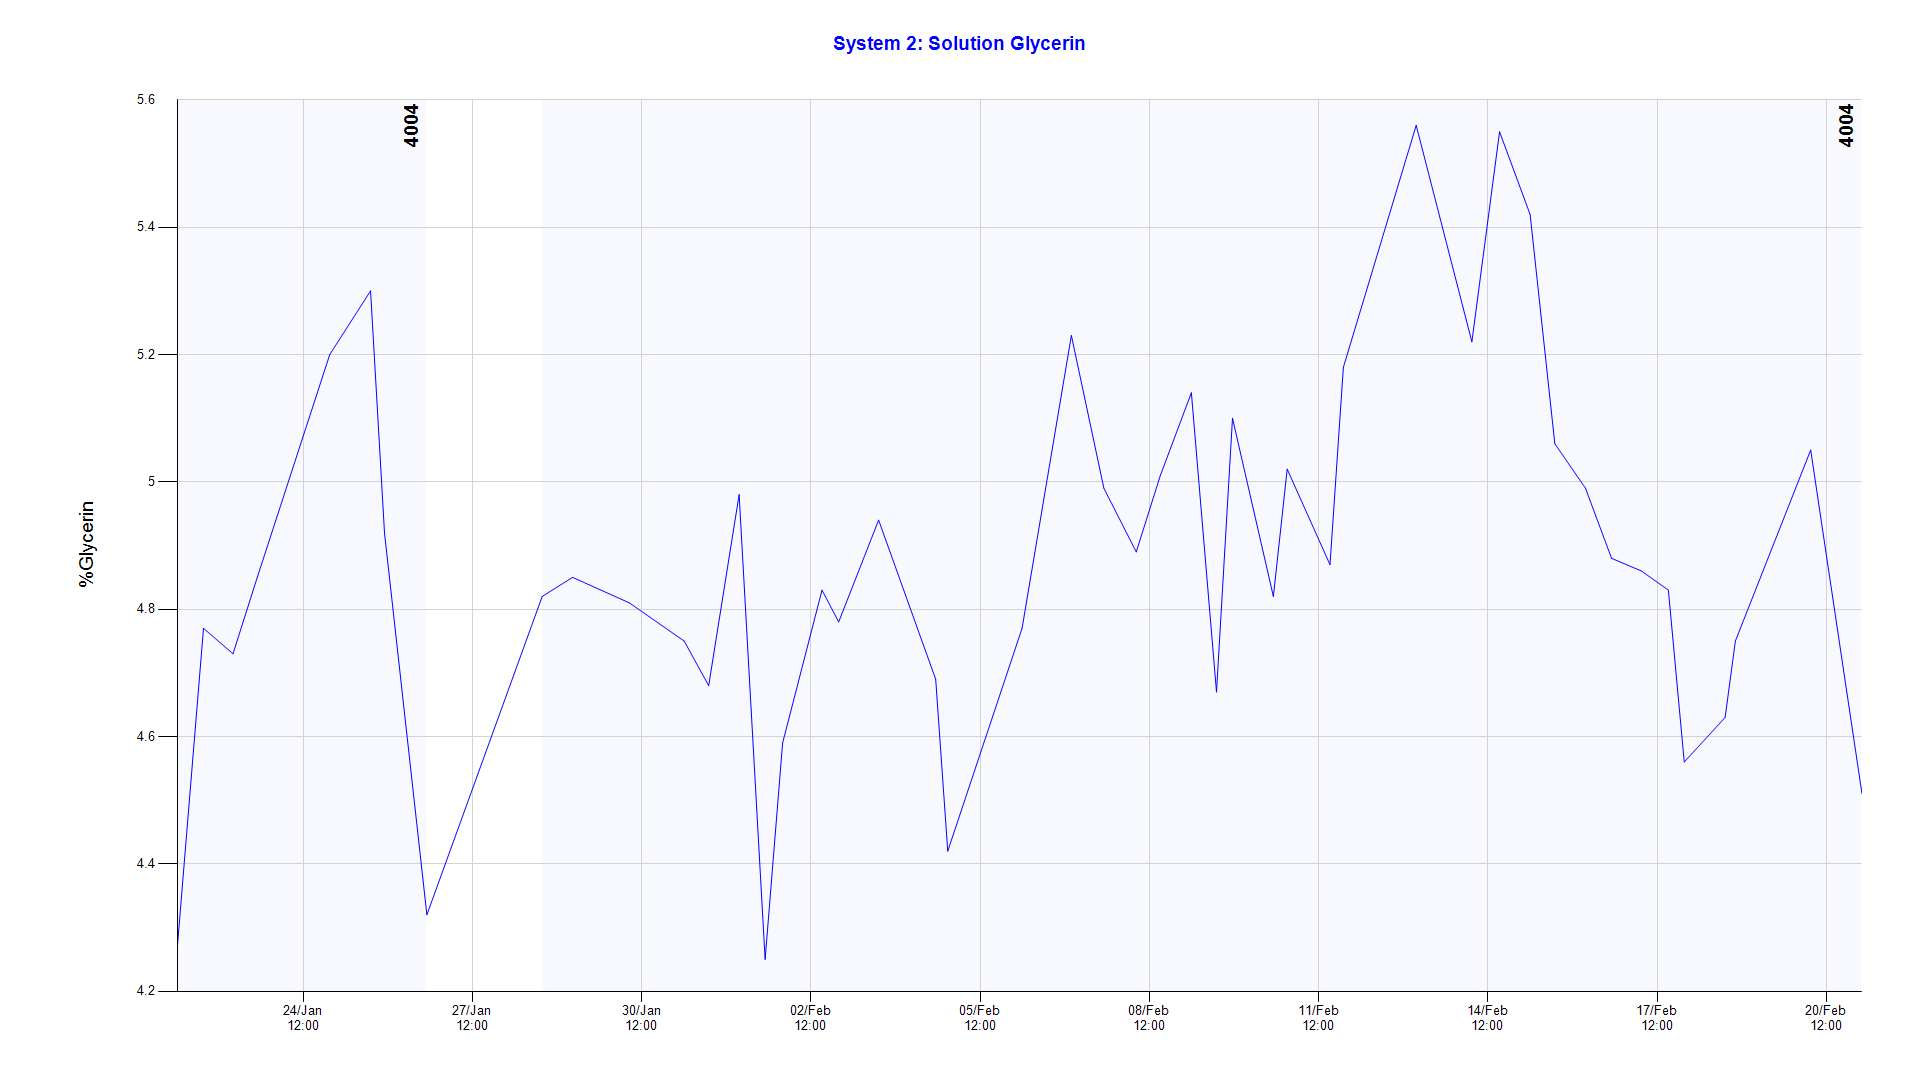 System 2: Solution Glycerin
4004
4004
%Glycerin
5.6
5.4
5.2
5
4.8
4.6
4.4
4.2
24/Jan 27/Jan 30/Jan 02/Feb 05/Feb 08/Feb 11/Feb 14/Feb 17/Feb 20/Feb
12:00 12:00 12:00 12:00 12:00 12:00 12:00 12:00 12:00 12:00